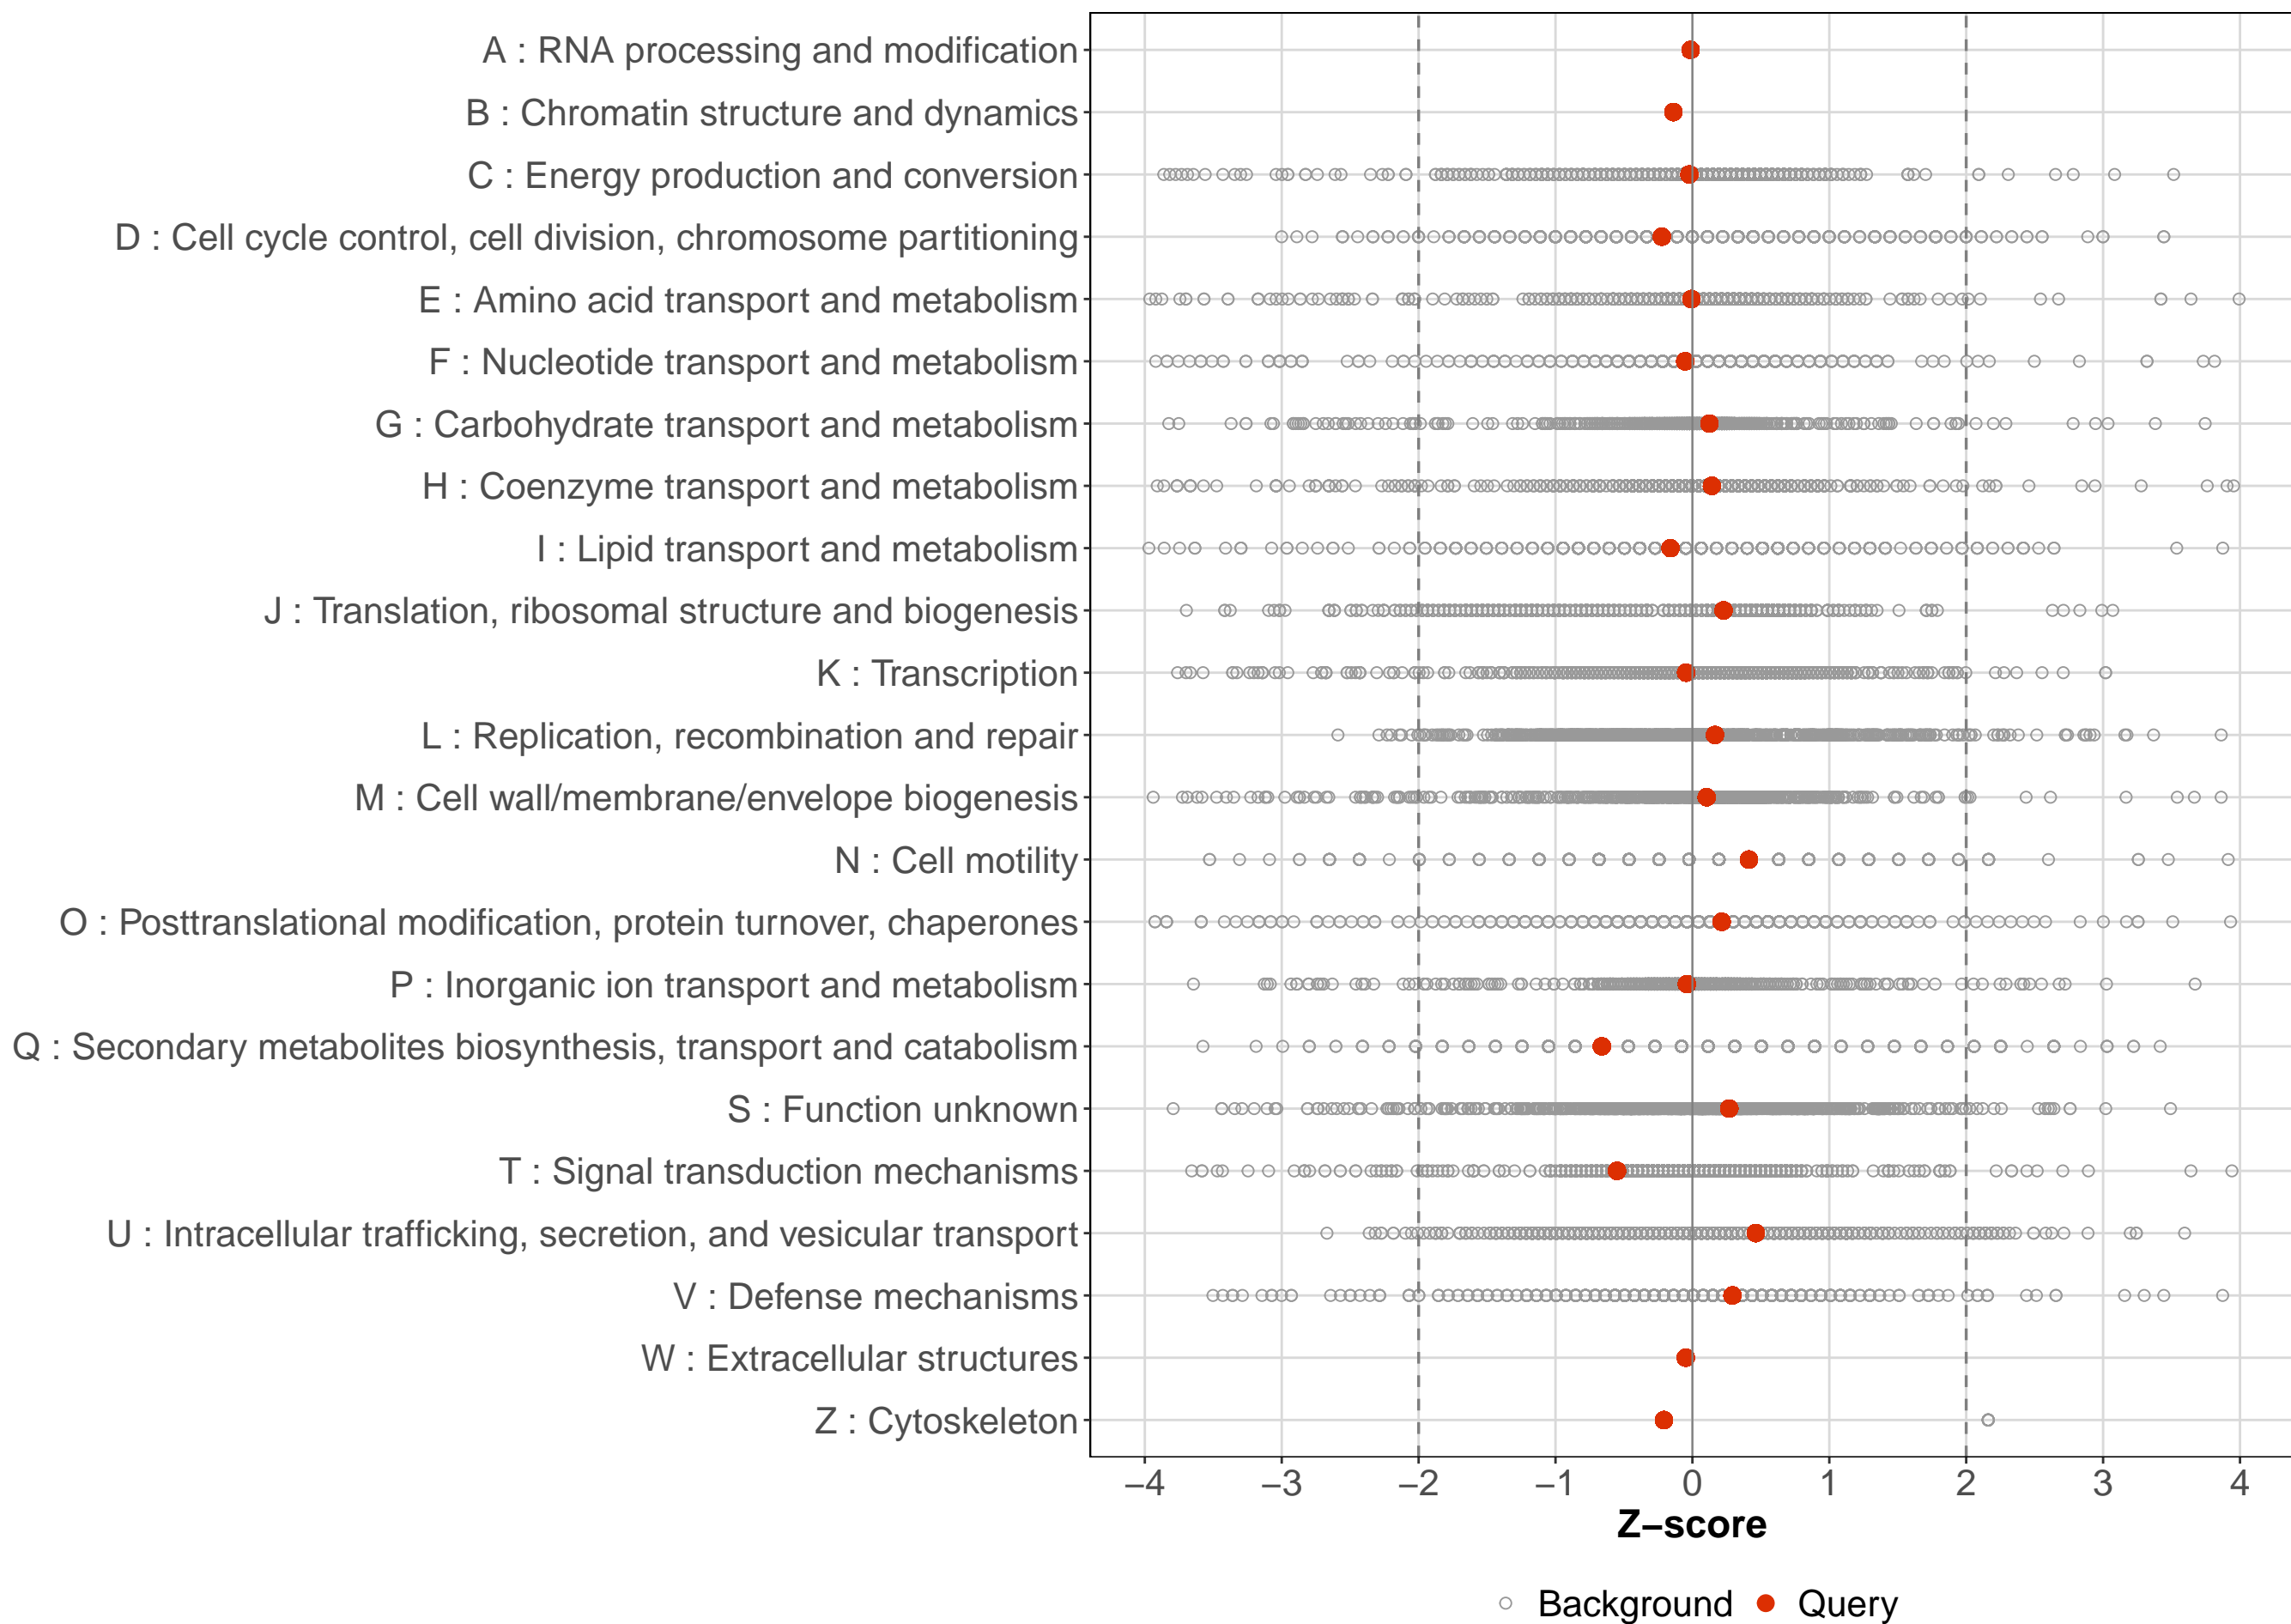 A : RNA processing and modification
B : Chromatin structure and dynamics
C : Energy production and conversion
D : Cell cycle control, cell division, chromosome partitioning
E : Amino acid transport and metabolism
F : Nucleotide transport and metabolism
G : Carbohydrate transport and metabolism
H : Coenzyme transport and metabolism
I : Lipid transport and metabolism
J : Translation, ribosomal structure and biogenesis
K : Transcription
L : Replication, recombination and repair
M : Cell wall/membrane/envelope biogenesis
N : Cell motility
O : Posttranslational modification, protein turnover, chaperones
P : Inorganic ion transport and metabolism
Q : Secondary metabolites biosynthesis, transport and catabolism
S : Function unknown
T : Signal transduction mechanisms
U : Intracellular trafficking, secretion, and vesicular transport
V : Defense mechanisms
W : Extracellular structures
Z : Cytoskeleton
−4 −3 −2 −1 0 1 2 3 4
Z−score
Background Query